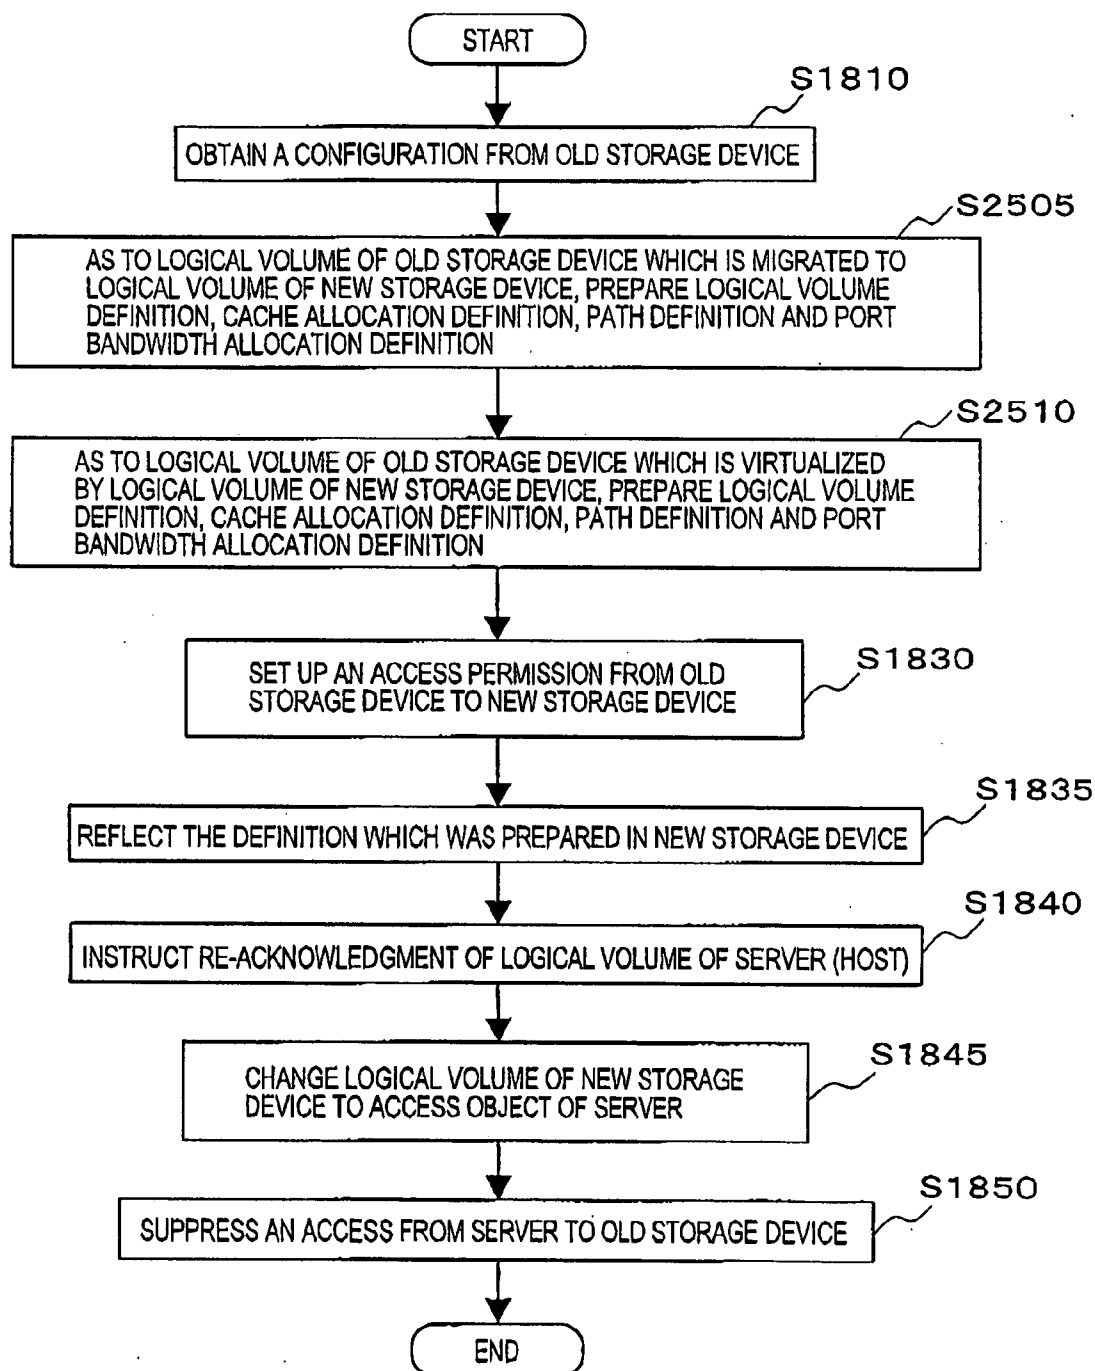 START
S1810
OBTAIN A CONFIGURATION FROM OLD STORAGE DEVICE
S2505
AS TO LOGICAL VOLUME OF OLD STORAGE DEVICE WHICH IS MIGRATED TO
LOGICAL VOLUME OF NEW STORAGE DEVICE, PREPARE LOGICAL VOLUME
DEFINITION, CACHE ALLOCATION DEFINITION, PATH DEFINITION AND PORT
BANDWIDTH ALLOCATION DEFINITION
S2510
AS TO LOGICAL VOLUME OF OLD STORAGE DEVICE WHICH IS VIRTUALIZED
BY LOGICAL VOLUME OF NEW STORAGE DEVICE, PREPARE LOGICAL VOLUME
DEFINITION, CACHE ALLOCATION DEFINITION, PATH DEFINITION AND PORT
BANDWIDTH ALLOCATION DEFINITION
S1830
SET UP AN ACCESS PERMISSION FROM OLD
STORAGE DEVICE TO NEW STORAGE DEVICE
S1835
REFLECT THE DEFINITION WHICH WAS PREPARED IN NEW STORAGE DEVICE
S1840
INSTRUCT RE-ACKNOWLEDGMENT OF LOGICAL VOLUME OF SERVER (HOST)
S1845
CHANGE LOGICAL VOLUME OF NEW STORAGE
DEVICE TO ACCESS OBJECT OF SERVER
S1850
SUPPRESS AN ACCESS FROM SERVER TO OLD STORAGE DEVICE
END